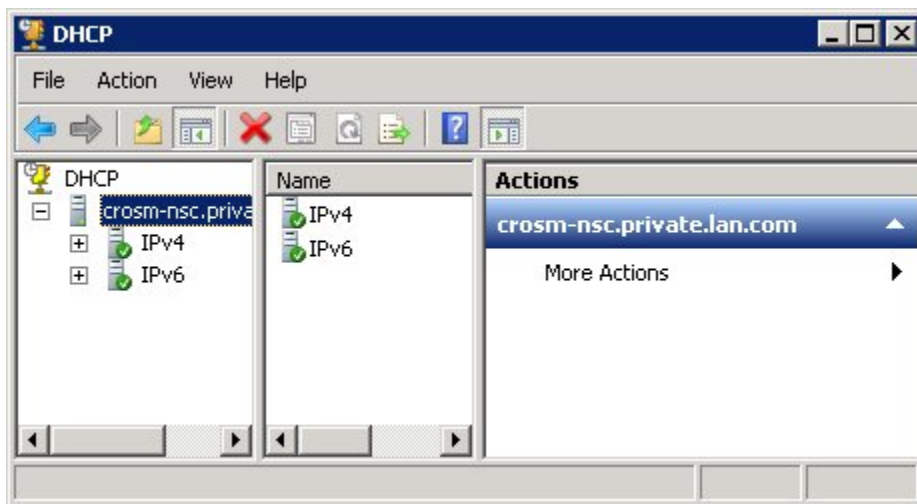 DHCP
File Action View Help
?
DHCP
crosm-nsc.priva
IPv4
IPv6
Name
IPv4
IPv6
Actions
crosm-nsc.private.lan.com
More Actions